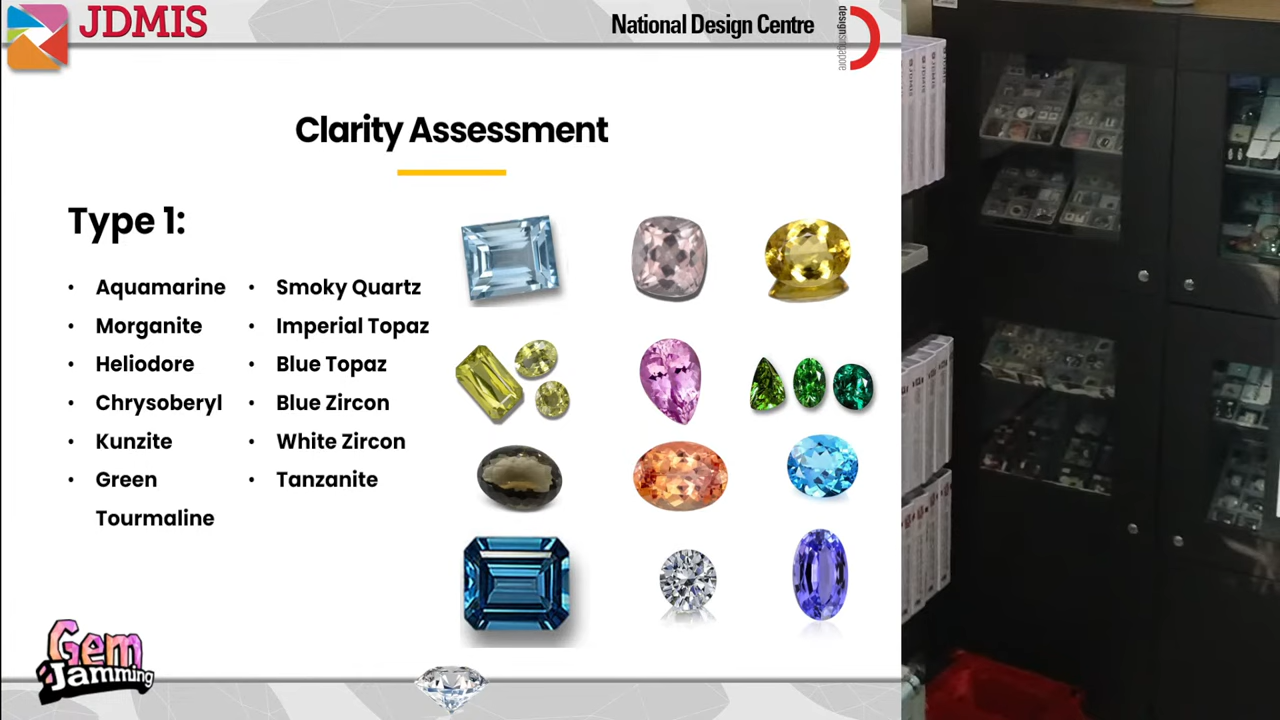 JDMIS
National Design Centre
designsingapore
Clarity Assessment
Type 1:
• Aquamarine
• Morganite
• Heliodore
• Chrysoberyl
• Kunzite
• Green
Tourmaline
• Smoky Quartz
• Imperial Topaz
• Blue Topaz
• Blue Zircon
• White Zircon
• Tanzanite
Gem
Jamming